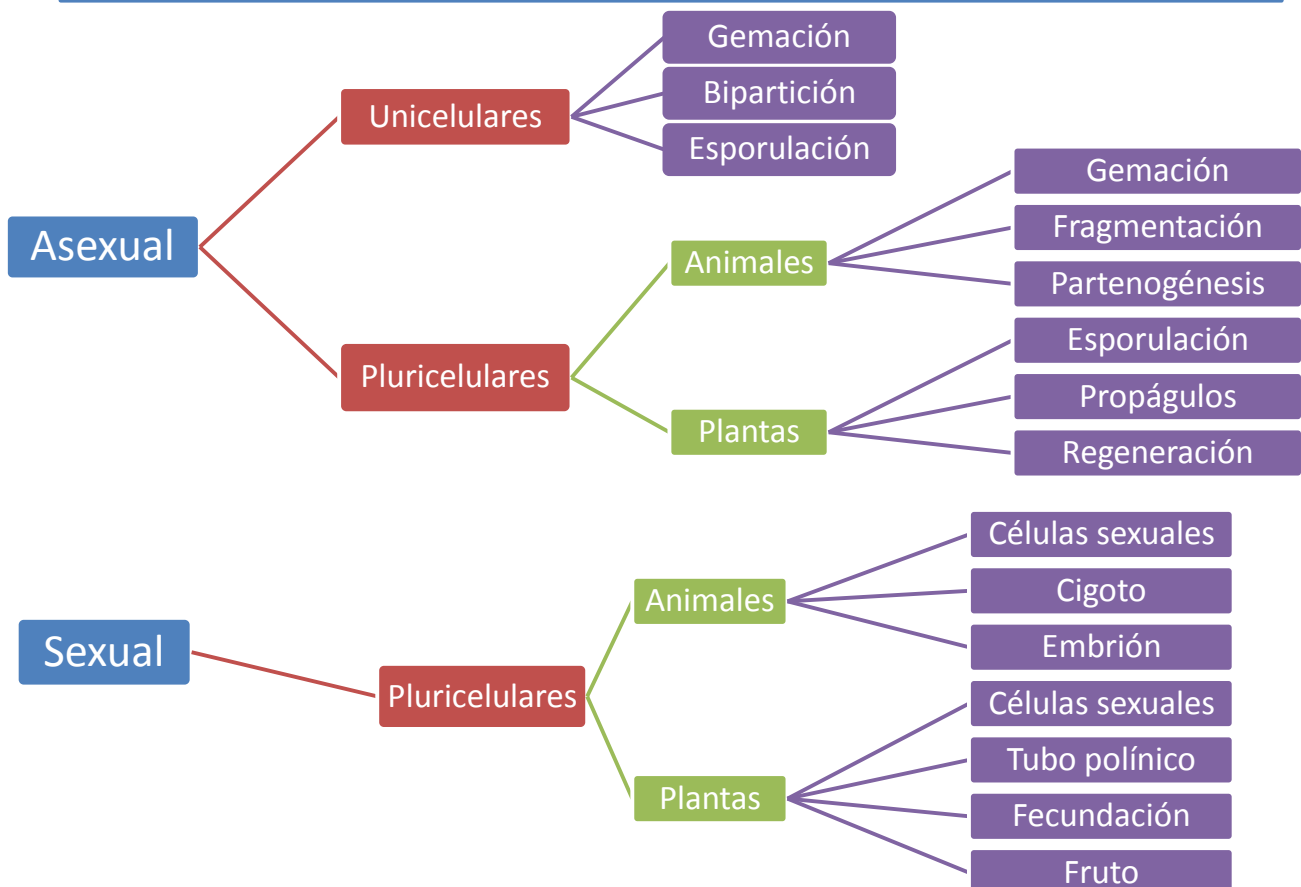 Asexual
Unicelulares
Gemación
Bipartición
Esporulación
Pluricelulares
Animales
Gemación
Fragmentación
Partenogénesis
Plantas
Esporulación
Propágulos
Regeneración
Sexual
Pluricelulares
Animales
Células sexuales
Cigoto
Embrión
Plantas
Células sexuales
Tubo polínico
Fecundación
Fruto